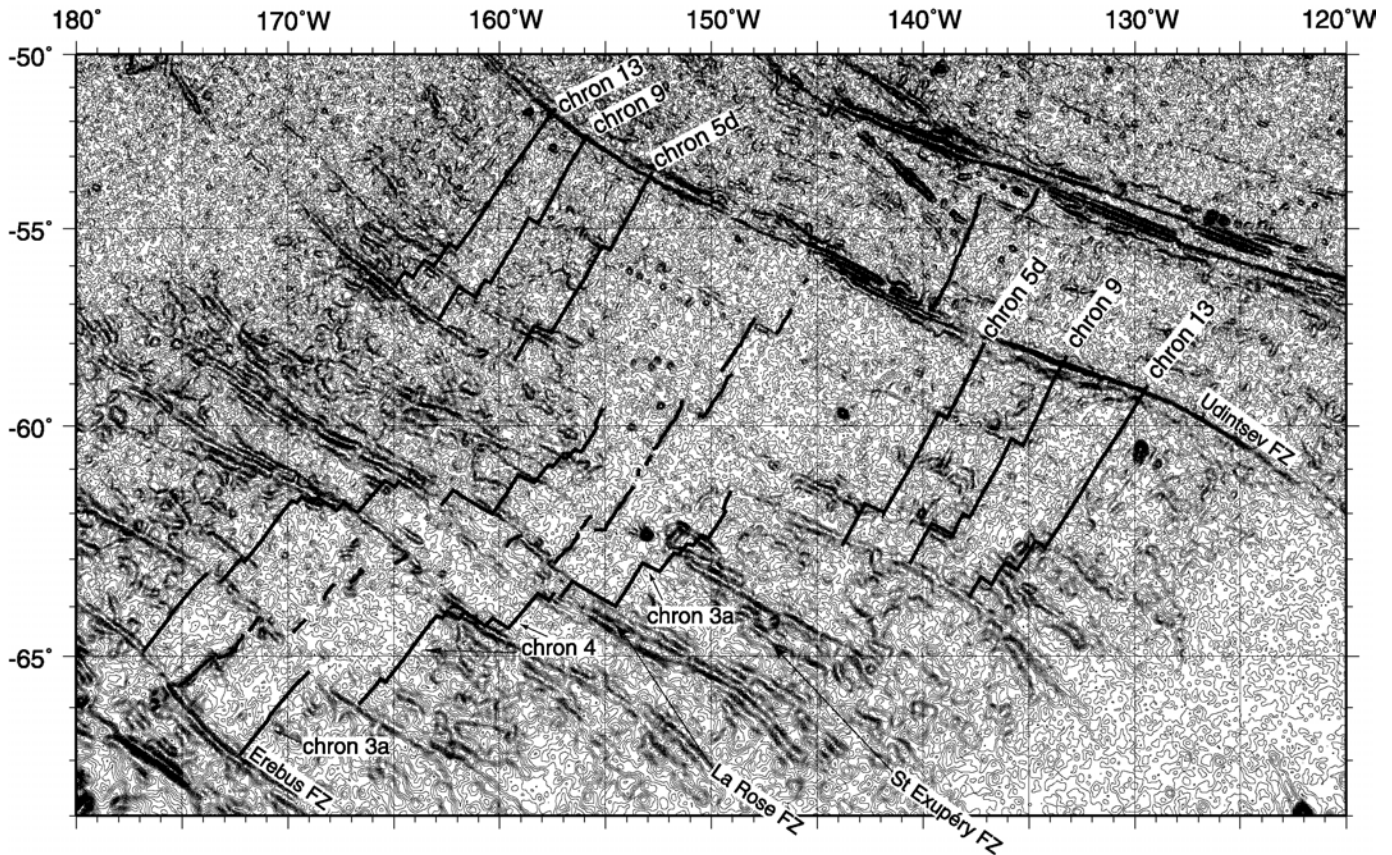 180° 170°W 160°W 150°W 140°W 130°W 120°W
-50°
chron 13
chron 9
chron 5d
-55°
chron 5d
chron 9
chron 13
Udintsev FZ
-60°
chron 3a
chron 4
-65°
chron 3a
Erebus FZ
La Rose FZ
St Exupéry FZ